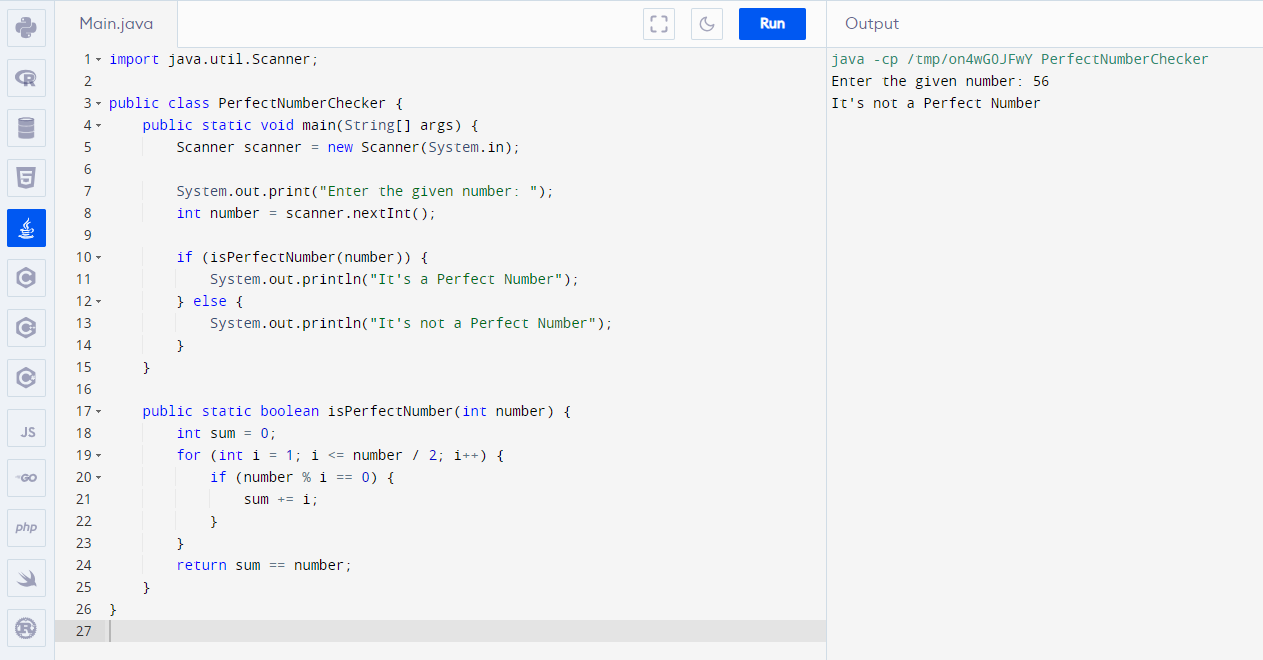 Main.java
Run
Output
1 import java.util.Scanner;
2
3 public class PerfectNumberChecker {
4     public static void main(String[] args) {
5         Scanner scanner = new Scanner(System.in);
6
7         System.out.print("Enter the given number: ");
8         int number = scanner.nextInt();
9
10         if (isPerfectNumber(number)) {
11             System.out.println("It's a Perfect Number");
12         } else {
13             System.out.println("It's not a Perfect Number");
14         }
15     }
16
17     public static boolean isPerfectNumber(int number) {
18         int sum = 0;
19         for (int i = 1; i <= number / 2; i++) {
20             if (number % i == 0) {
21                 sum += i;
22             }
23         }
24         return sum == number;
25     }
26 }
27
java -cp /tmp/on4wGOJFwY PerfectNumberChecker
Enter the given number: 56
It's not a Perfect Number
R
5
C
C
C
JS
GO
php
R